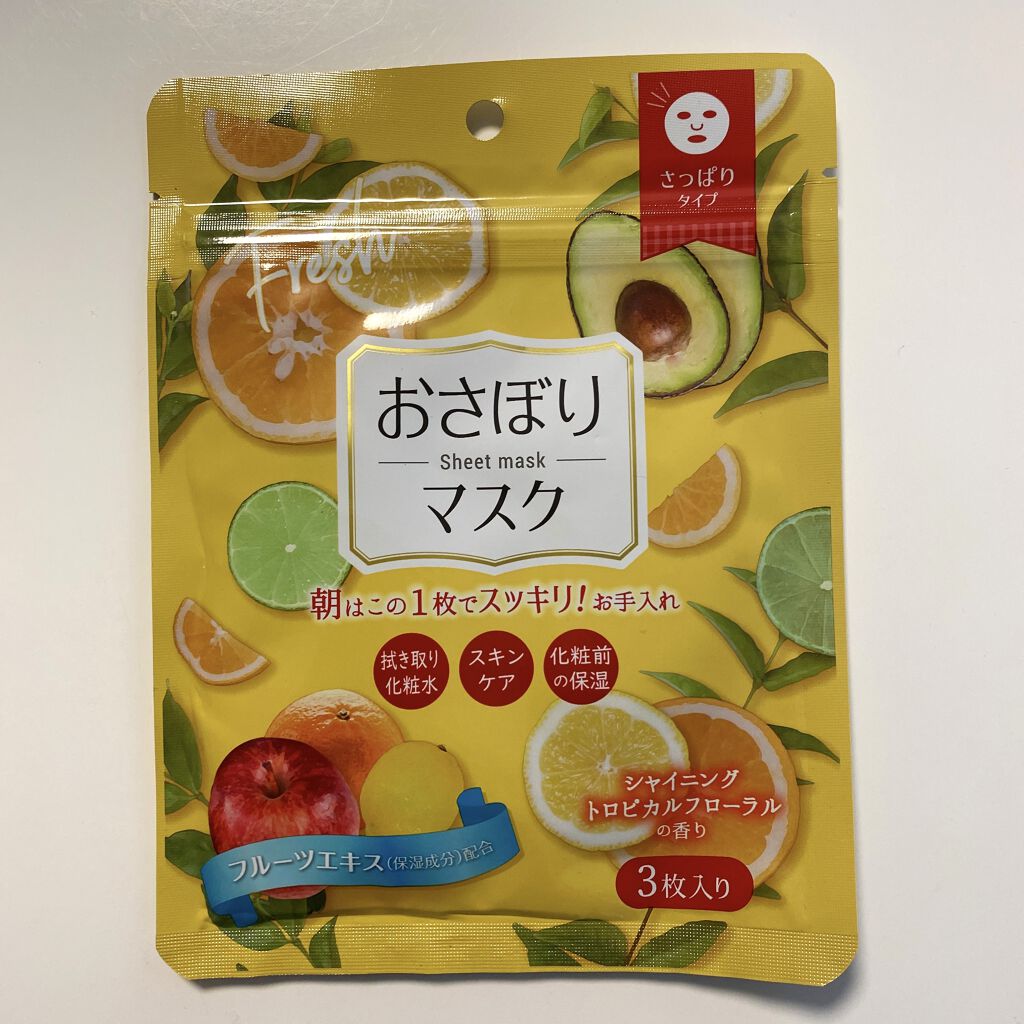 さっぱり
タイプ
Fresh
おさぼり
Sheet mask
マスク
朝はこの1枚でスッキリ!お手入れ
拭き取り
化粧水
スキン
ケア
化粧前
の保湿
シャイニング
トロピカルフローラル
の香り
フルーツエキス(保湿成分)配合
3枚入り